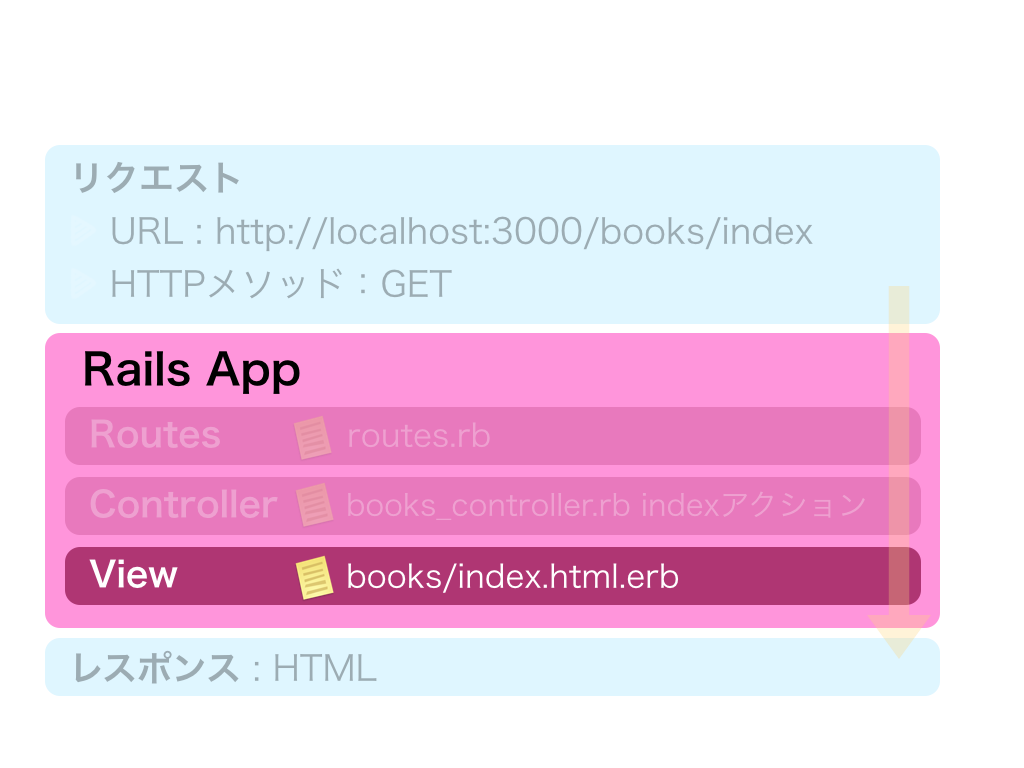 リクエスト
URL : http://localhost:3000/books/index
HTTPメソッド：GET
Rails App
Routes routes.rb
Controller books_controller.rb indexアクション
View books/index.html.erb
レスポンス : HTML